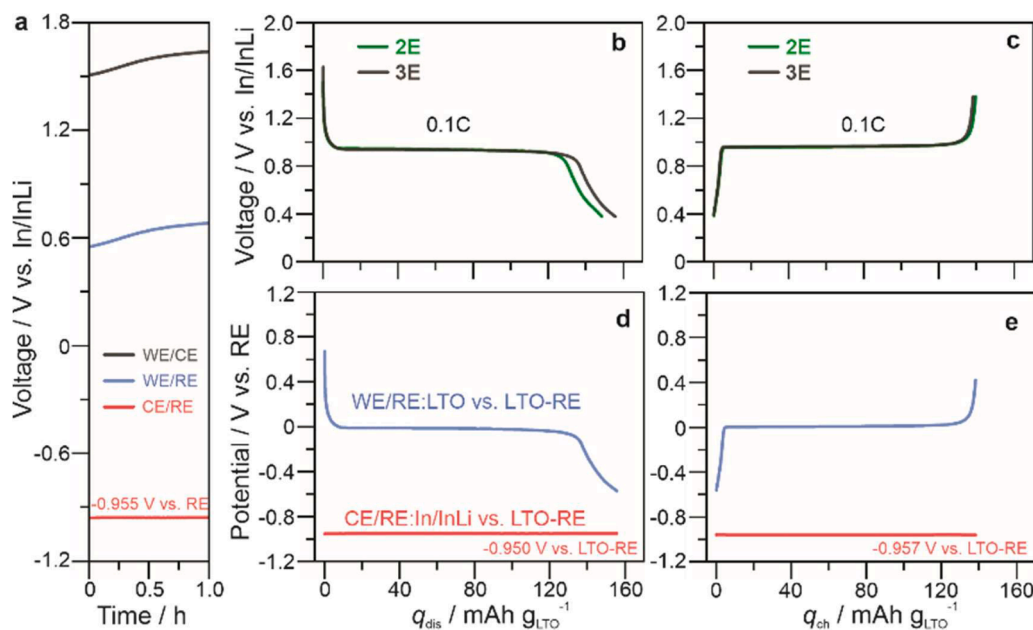 a
Voltage / V vs. In/InLi
1.8
1.2
0.6
0
-0.6
-1.2
WE/CE
WE/RE
CE/RE
-0.955 V vs. RE
0
0.5
1.0
Time / h
b
Voltage / V vs. In/InLi
2.0
1.6
1.2
0.8
0.4
0
2E
3E
0.1C
c
2.0
1.6
1.2
0.8
0.4
0
2E
3E
0.1C
d
Potential / V vs. RE
1.2
0.8
0.4
0
-0.4
-0.8
-1.2
WE/RE:LTO vs. LTO-RE
CE/RE:In/InLi vs. LTO-RE
-0.950 V vs. LTO-RE
0 40 80 120 160
q_dis / mAh g_LTO^-1
e
1.2
0.8
0.4
0
-0.4
-0.8
-1.2
-0.957 V vs. LTO-RE
0 40 80 120 160
q_ch / mAh g_LTO^-1